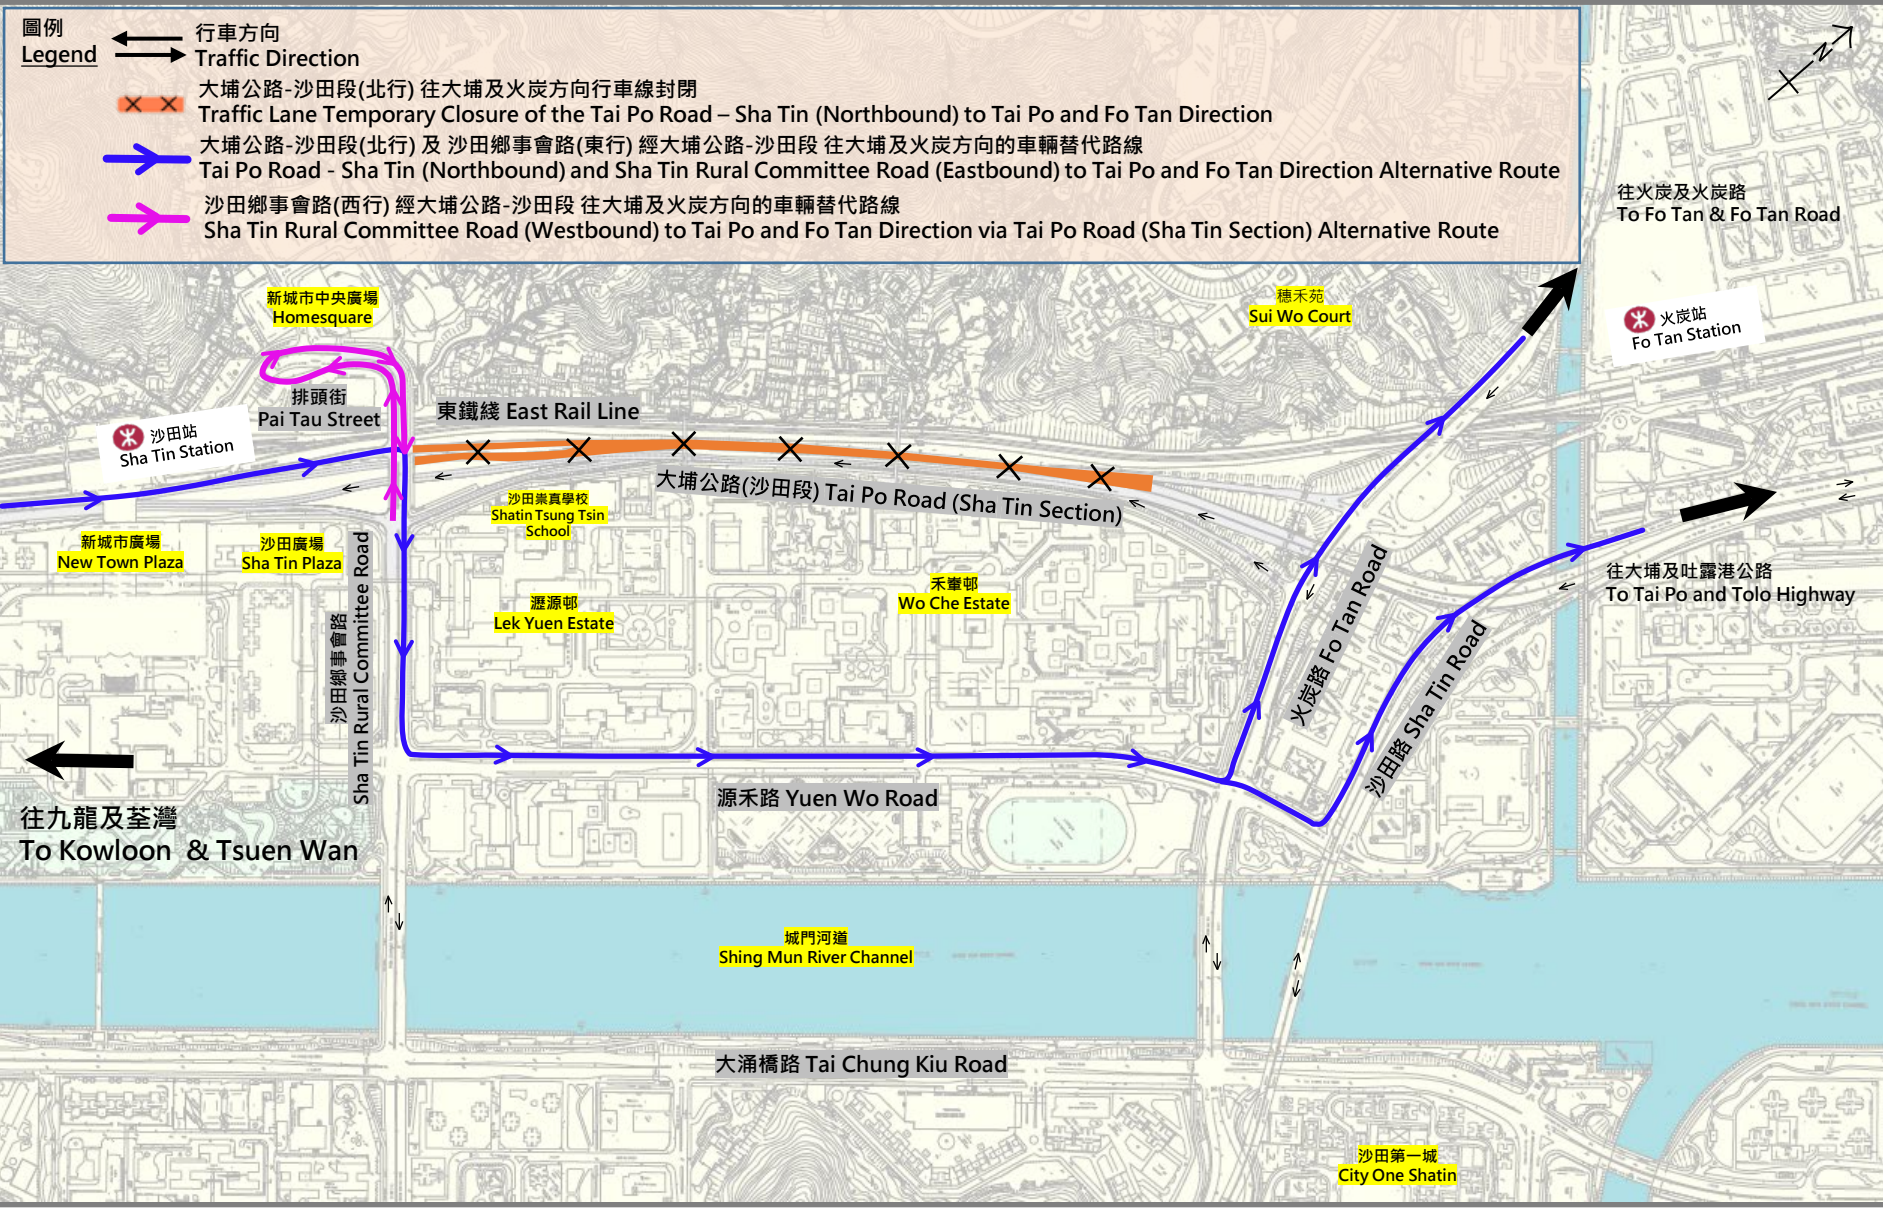 圖例
Legend
行車方向
Traffic Direction
大埔公路-沙田段(北行) 往大埔及火炭方向行車線封閉
Traffic Lane Temporary Closure of the Tai Po Road – Sha Tin (Northbound) to Tai Po and Fo Tan Direction
大埔公路-沙田段(北行) 及 沙田鄉事會路(東行) 經大埔公路-沙田段 往大埔及火炭方向的車輛替代路線
Tai Po Road - Sha Tin (Northbound) and Sha Tin Rural Committee Road (Eastbound) to Tai Po and Fo Tan Direction Alternative Route
沙田鄉事會路(西行) 經大埔公路-沙田段 往大埔及火炭方向的車輛替代路線
Sha Tin Rural Committee Road (Westbound) to Tai Po and Fo Tan Direction via Tai Po Road (Sha Tin Section) Alternative Route
N
往火炭及火炭路
To Fo Tan & Fo Tan Road
新城市中央廣場
Homesquare
穗禾苑
Sui Wo Court
火炭站
Fo Tan Station
排頭街
Pai Tau Street
東鐵綫 East Rail Line
沙田站
Sha Tin Station
大埔公路(沙田段) Tai Po Road (Sha Tin Section)
沙田崇真學校
Shatin Tsung Tsin
School
新城市廣場
New Town Plaza
沙田廣場
Sha Tin Plaza
沙田鄉事會路
Sha Tin Rural Committee Road
瀝源邨
Lek Yuen Estate
禾輋邨
Wo Che Estate
火炭路 Fo Tan Road
沙田路 Sha Tin Road
往大埔及吐露港公路
To Tai Po and Tolo Highway
往九龍及荃灣
To Kowloon & Tsuen Wan
源禾路 Yuen Wo Road
城門河道
Shing Mun River Channel
大涌橋路 Tai Chung Kiu Road
沙田第一城
City One Shatin